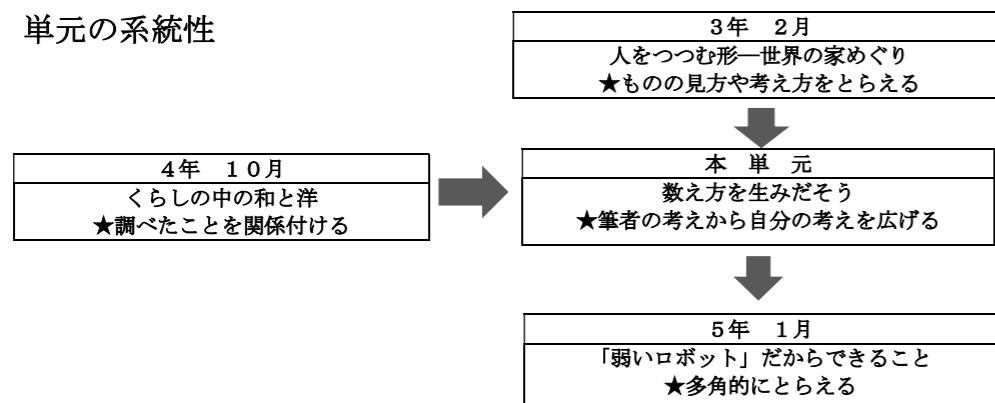 単元の系統性
3年 2月
人をつつむ形―世界の家めぐり
★ものの見方や考え方をとらえる
4年 10月
くらしの中の和と洋
★調べたことを関係付ける
本 単 元
数え方を生みだそう
★筆者の考えから自分の考えを広げる
5年 1月
「弱いロボット」だからできること
★多角的にとらえる